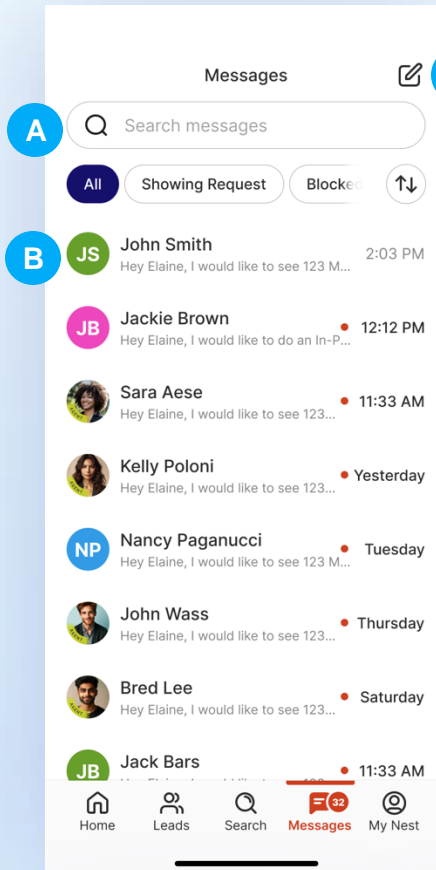 Messages
A
Search messages
All
Showing Request
Blocked
B
JS
John Smith
2:03 PM
Hey Elaine, I would like to see 123 M...
JB
Jackie Brown
12:12 PM
Hey Elaine, I would like to do an In-P...
Sara Aese
11:33 AM
Hey Elaine, I would like to see 123...
AGENT
Kelly Poloni
Yesterday
Hey Elaine, I would like to see 123...
AGENT
NP
Nancy Paganucci
Tuesday
Hey Elaine, I would like to see 123 M...
John Wass
Thursday
Hey Elaine, I would like to see 123...
AGENT
Bred Lee
Saturday
Hey Elaine, I would like to see 123...
AGENT
JB
Jack Bars
11:33 AM
32
Home
Leads
Search
Messages
My Nest